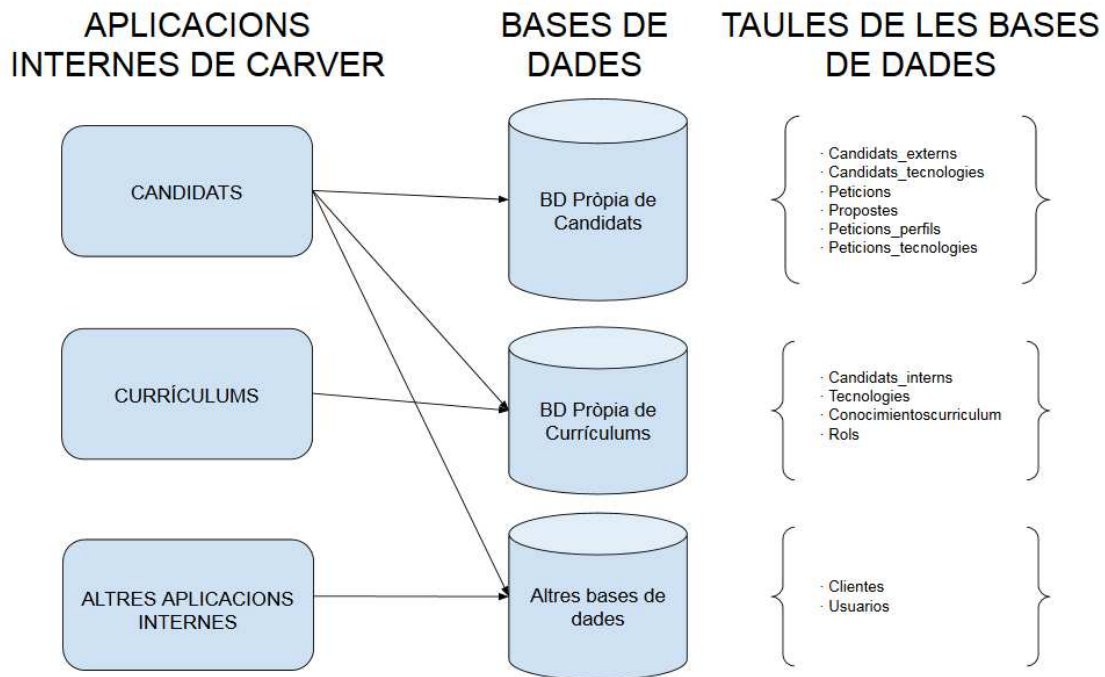 APLICACIONS
INTERNES DE CARVER
BASES DE
DADES
TAULES DE LES BASES
DE DADES
CANDIDATS
BD Pròpia de
Candidats
· Candidats_externs
· Candidats_tecnologies
· Peticions
· Propostes
· Peticions_perfils
· Peticions_tecnologies
CURRÍCULUMS
BD Pròpia de
Currículums
· Candidats_interns
· Tecnologies
· Conocimientoscurriculum
· Rols
ALTRES APLICACIONS
INTERNES
Altres bases de
dades
· Clientes
· Usuarios